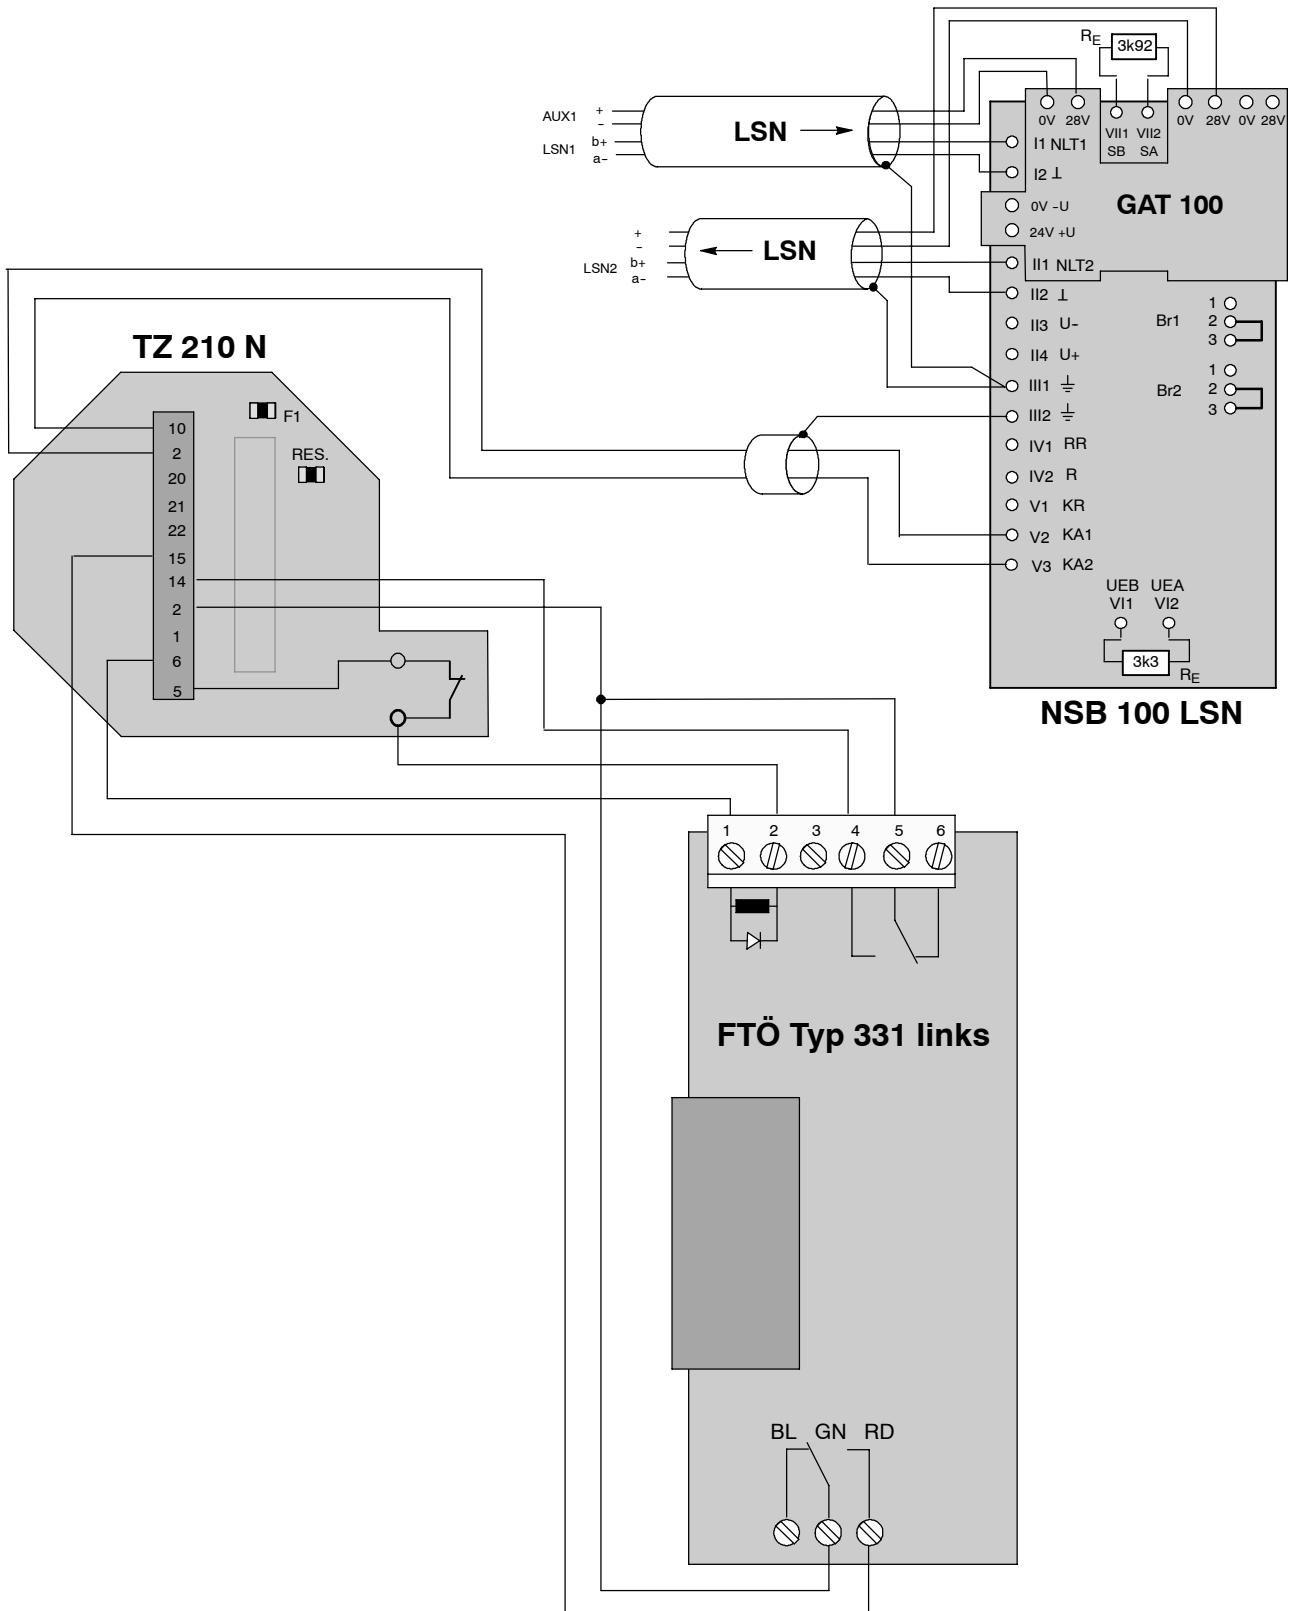 RE
3k92
AUX1
+
-
LSN1
b+
a-
LSN
0V
28V
VII1
SB
VII2
SA
0V
28V
0V
28V
I1 NLT1
I2 ⊥
0V -U
24V +U
GAT 100
+
-
LSN2
b+
a-
LSN
II1 NLT2
II2 ⊥
II3 U-
II4 U+
III1 ⏚
III2 ⏚
IV1 RR
IV2 R
V1 KR
V2 KA1
V3 KA2
Br1
1
2
3
Br2
1
2
3
UEB
VI1
UEA
VI2
3k3
RE
NSB 100 LSN
TZ 210 N
F1
RES.
10
2
20
21
22
15
14
2
1
6
5
1 2 3 4 5 6
FTÖ Typ 331 links
BL GN RD